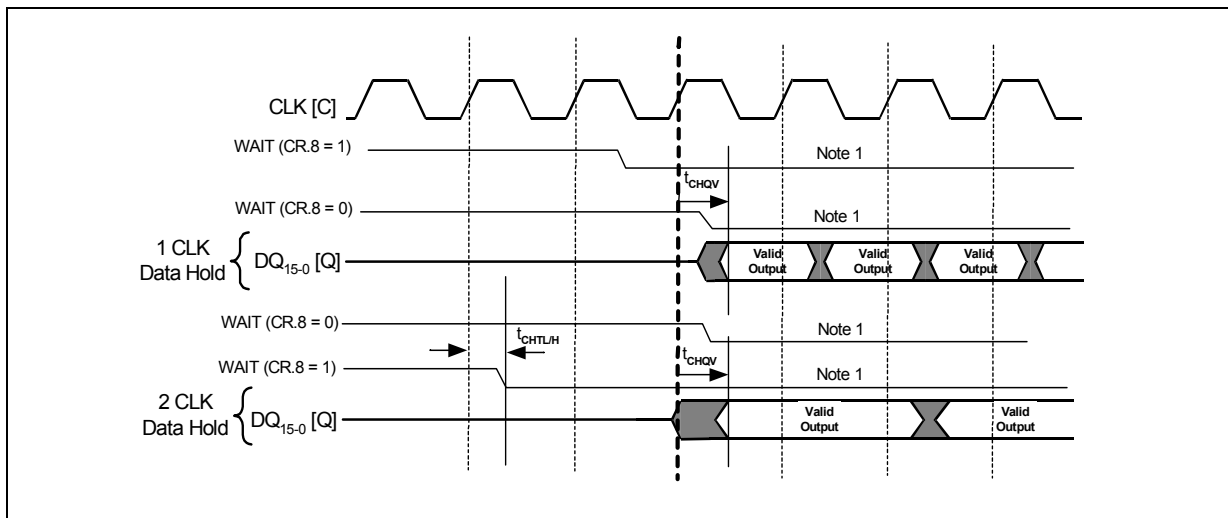 CLK [C]
WAIT (CR.8 = 1)
Note 1
tCHQV
WAIT (CR.8 = 0)
Note 1
1 CLK
Data Hold
DQ15-0 [Q]
Valid
Output
Valid
Output
Valid
Output
WAIT (CR.8 = 0)
Note 1
tCHTL/H
tCHQV
WAIT (CR.8 = 1)
Note 1
2 CLK
Data Hold
DQ15-0 [Q]
Valid
Output
Valid
Output